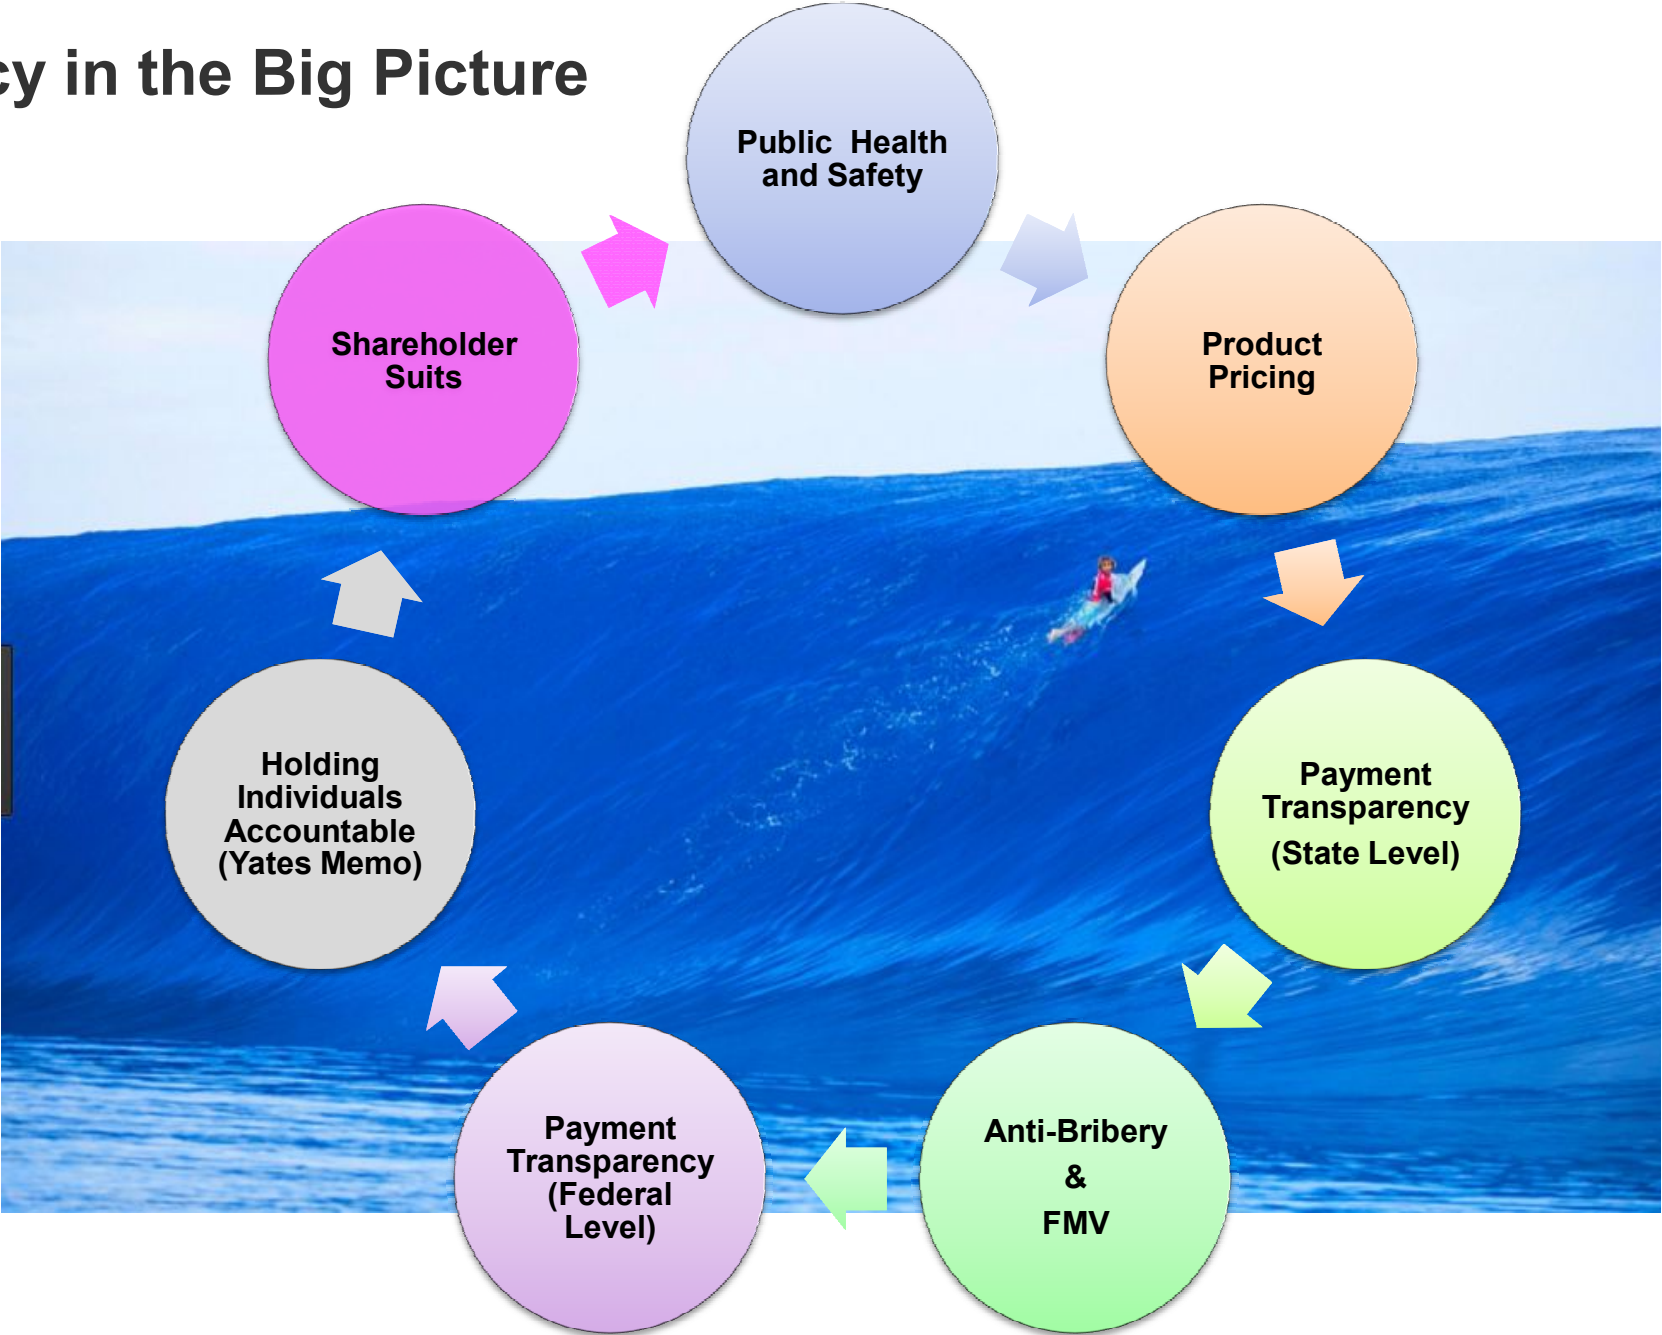 cy in the Big Picture
Public Health
and Safety
Product
Pricing
Payment
Transparency
(State Level)
Anti-Bribery
&
FMV
Payment
Transparency
(Federal
Level)
Holding
Individuals
Accountable
(Yates Memo)
Shareholder
Suits